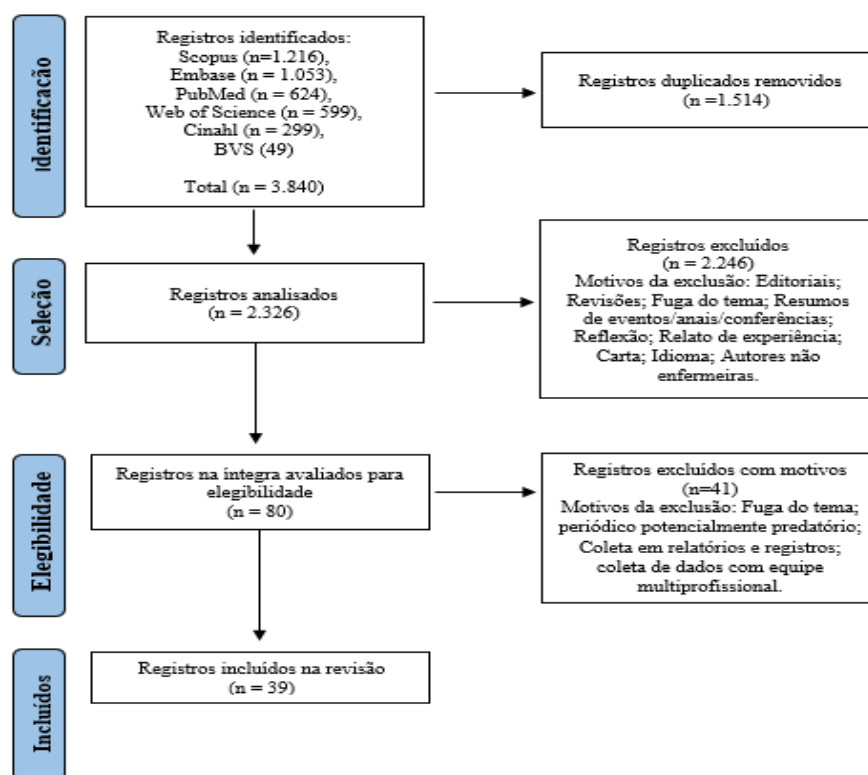 Identificação
Registros identificados:
Scopus (n=1.216),
Embase (n = 1.053),
PubMed (n = 624),
Web of Science (n = 599),
Cinahl (n = 299),
BVS (49)
Total (n = 3.840)
Registros duplicados removidos
(n =1.514)
Seleção
Registros analisados
(n = 2.326)
Registros excluídos
(n = 2.246)
Motivos da exclusão: Editoriais;
Revisões; Fuga do tema; Resumos
de eventos/anais/conferências;
Reflexão; Relato de experiência;
Carta; Idioma; Autores não
enfermeiras.
Elegibilidade
Registros na íntegra avaliados para
elegibilidade
(n = 80)
Registros excluídos com motivos
(n=41)
Motivos da exclusão: Fuga do tema;
periódico potencialmente predatório;
Coleta em relatórios e registros;
coleta de dados com equipe
multiprofissional.
Incluídos
Registros incluídos na revisão
(n = 39)